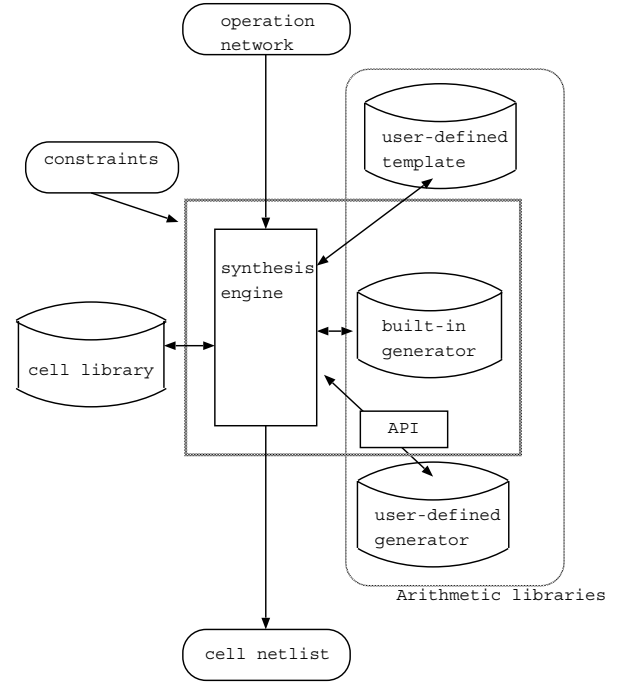 operation
network
user-defined
template
constraints
synthesis
engine
built-in
generator
cell library
API
user-defined
generator
Arithmetic libraries
cell netlist